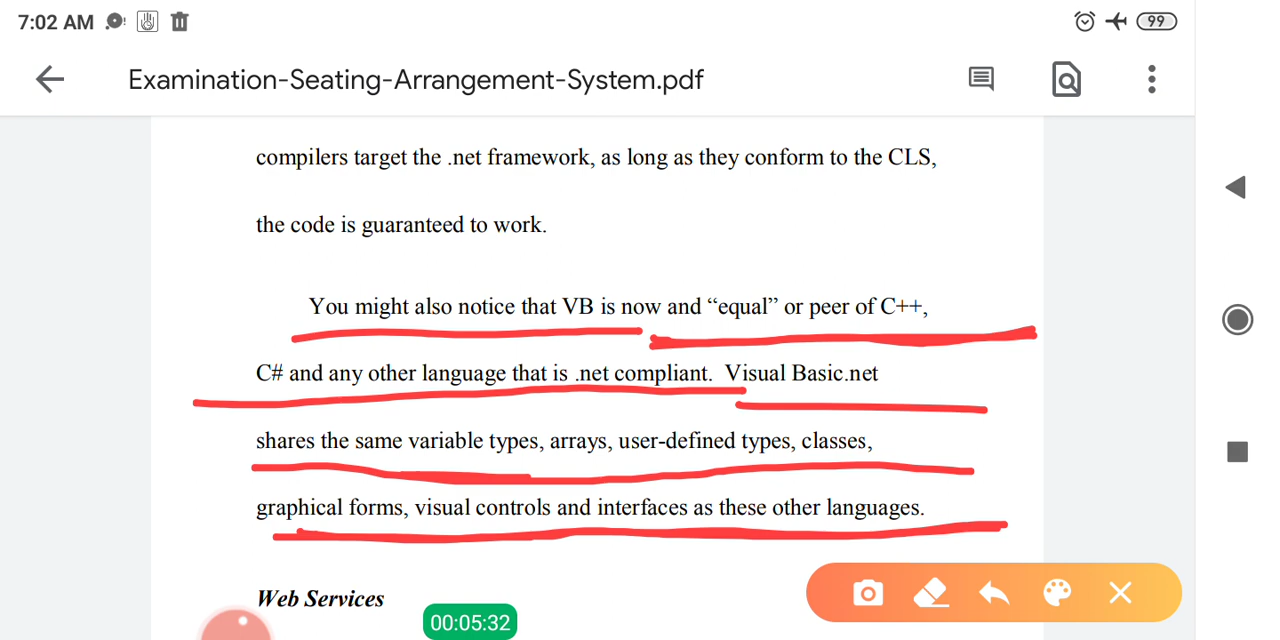 7:02 AM
99
Examination-Seating-Arrangement-System.pdf
compilers target the .net framework, as long as they conform to the CLS,
the code is guaranteed to work.
You might also notice that VB is now and “equal” or peer of C++,
C# and any other language that is .net compliant. Visual Basic.net
shares the same variable types, arrays, user-defined types, classes,
graphical forms, visual controls and interfaces as these other languages.
Web Services
00:05:32